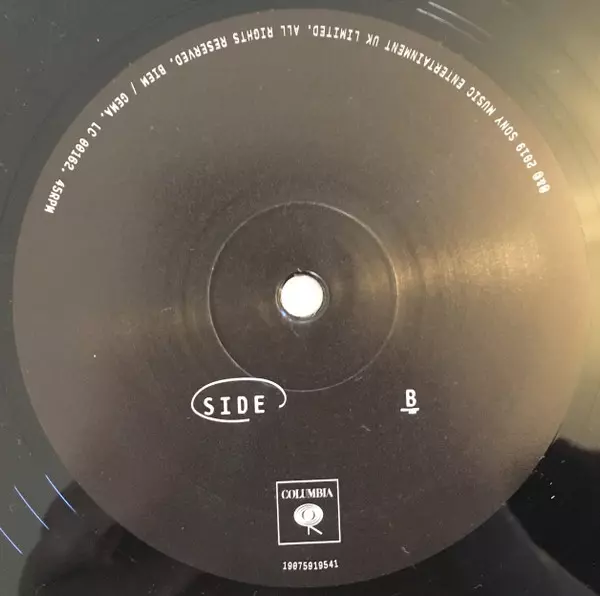 ℗&© 2019 SONY MUSIC ENTERTAINMENT UK LIMITED. ALL RIGHTS RESERVED. BIEM / GEMA. LC 00162. 45RPM
SIDE B
COLUMBIA
19075919541